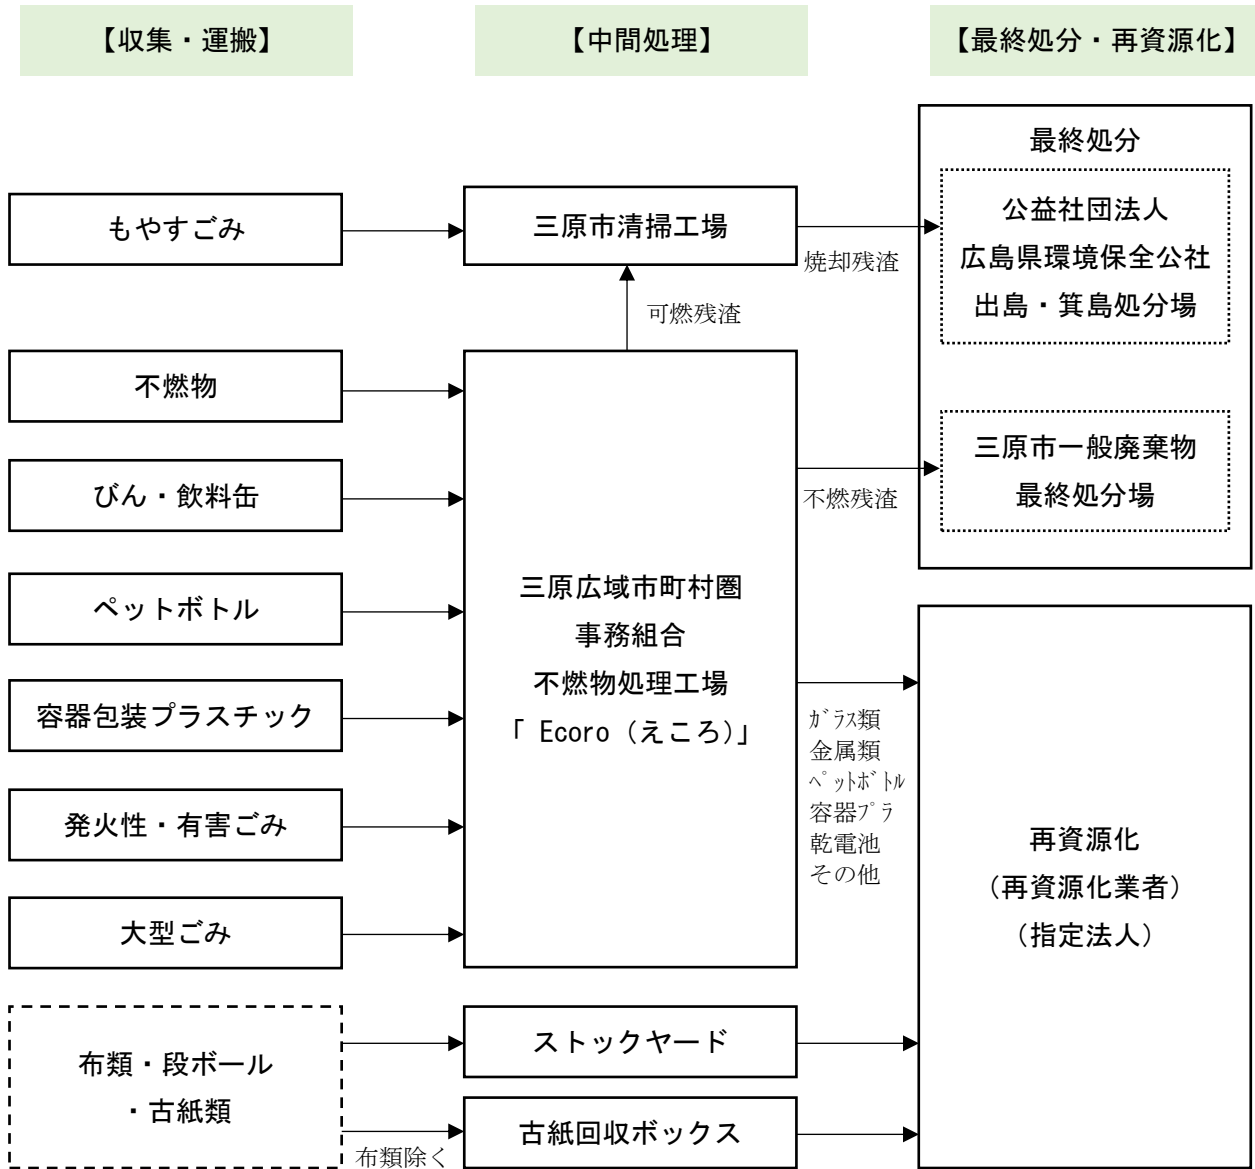 【収集・運搬】
【中間処理】
【最終処分・再資源化】
最終処分
もやすごみ
三原市清掃工場
焼却残渣
公益社団法人
広島県環境保全公社
出島・箕島処分場
可燃残渣
不燃物
びん・飲料缶
ペットボトル
容器包装プラスチック
発火性・有害ごみ
大型ごみ
三原広域市町村圏
事務組合
不燃物処理工場
「 Ecoro（えころ）」
不燃残渣
三原市一般廃棄物
最終処分場
ｶﾞﾗｽ類
金属類
ﾍﾟｯﾄﾎﾞﾄﾙ
容器ﾌﾟﾗ
乾電池
その他
再資源化
（再資源化業者）
（指定法人）
布類・段ボール
・古紙類
ストックヤード
布類除く
古紙回収ボックス